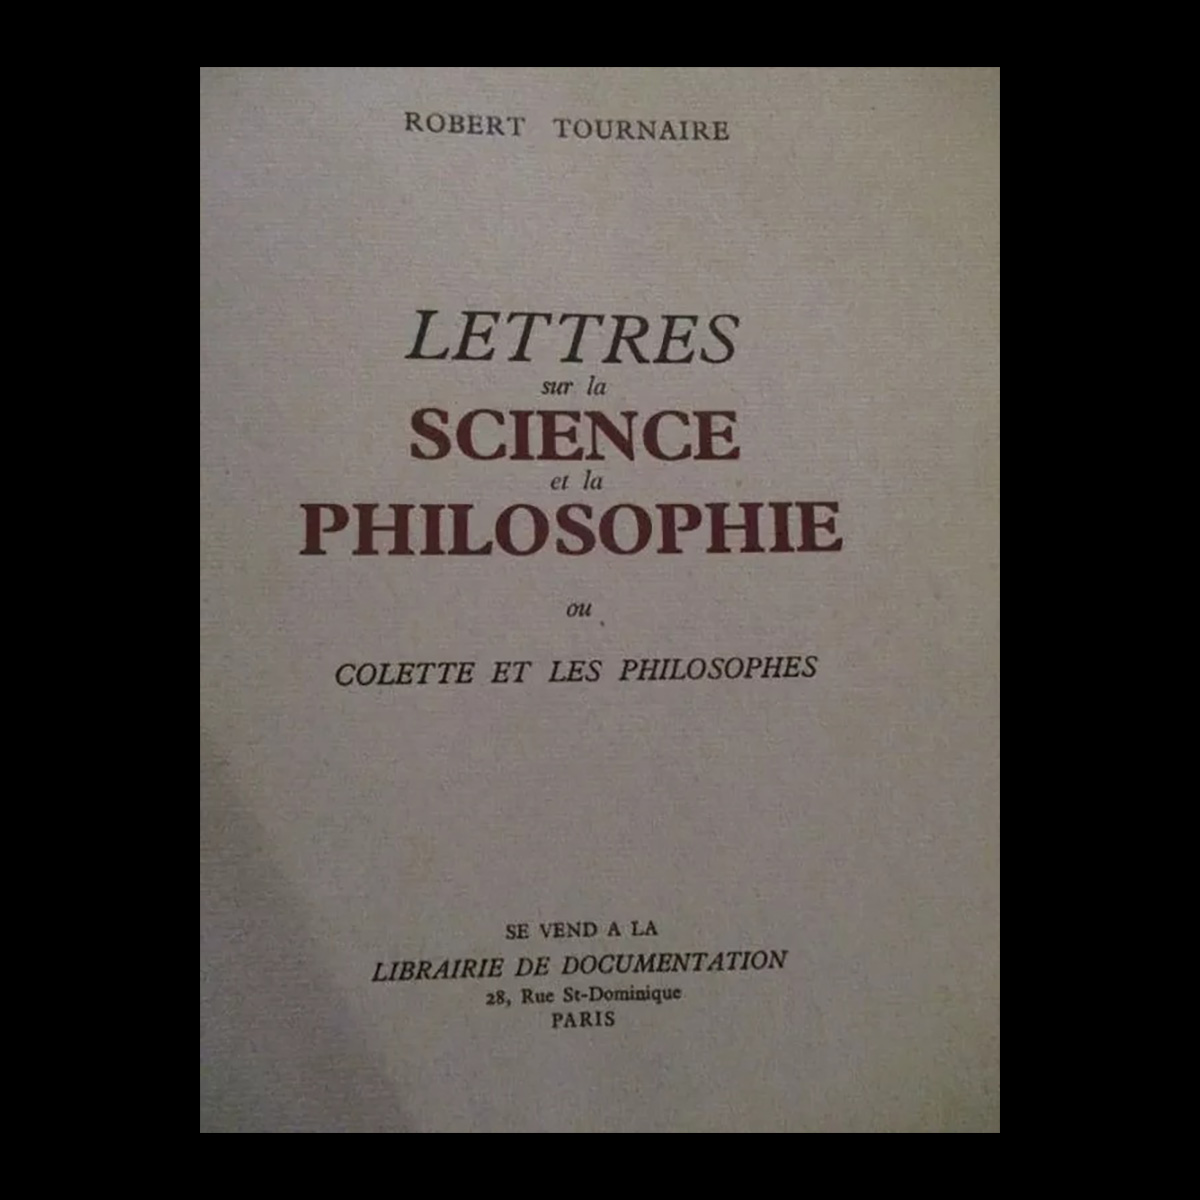 ROBERT TOURNAIRE
LETTRES
sur la
SCIENCE
et la
PHILOSOPHIE
ou
COLETTE ET LES PHILOSOPHES
SE VEND A LA
LIBRAIRIE DE DOCUMENTATION
28, Rue St-Dominique
PARIS